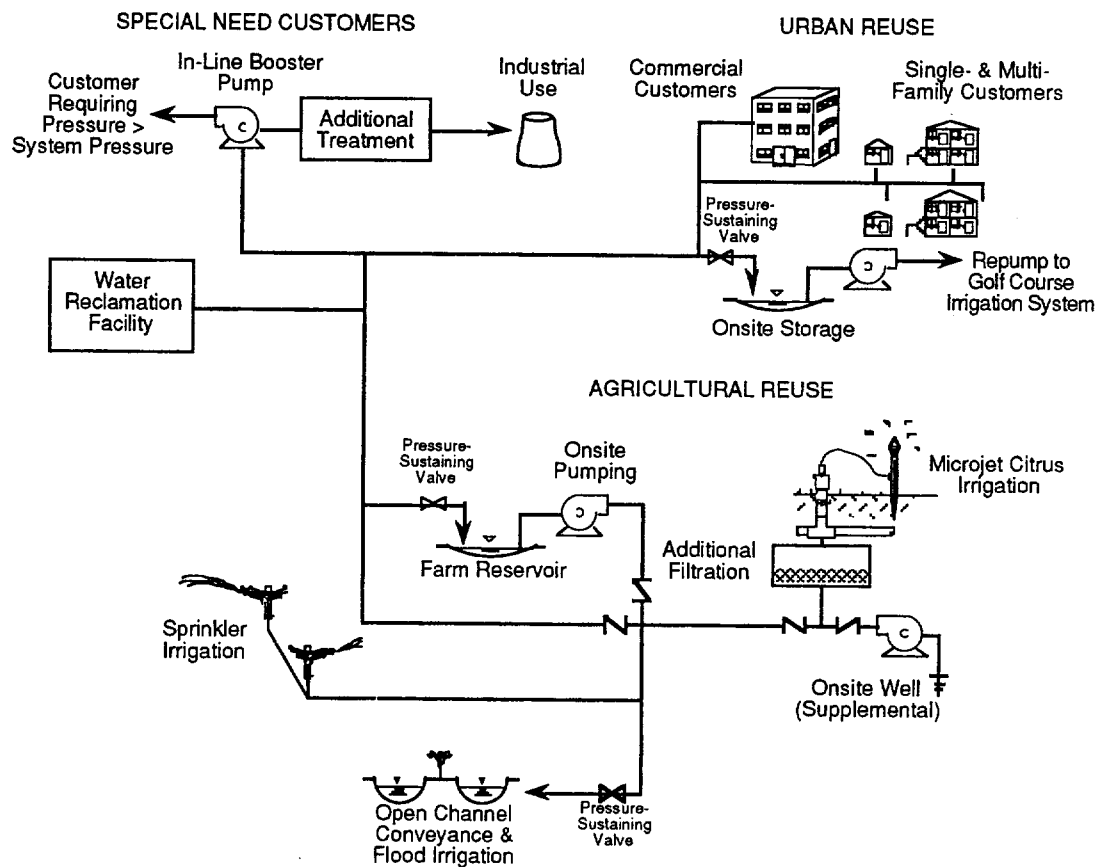 SPECIAL NEED CUSTOMERS
URBAN REUSE
In-Line Booster
Pump
Customer
Requiring
Pressure >
System Pressure
C
Additional
Treatment
Industrial
Use
Commercial
Customers
Single- & Multi-
Family Customers
Pressure-
Sustaining
Valve
C
Repump to
Golf Course
Irrigation System
Onsite Storage
Water
Reclamation
Facility
AGRICULTURAL REUSE
Pressure-
Sustaining
Valve
Onsite
Pumping
C
Farm Reservoir
Microjet Citrus
Irrigation
Additional
Filtration
Sprinkler
Irrigation
C
Onsite Well
(Supplemental)
Open Channel
Conveyance &
Flood Irrigation
Pressure-
Sustaining
Valve